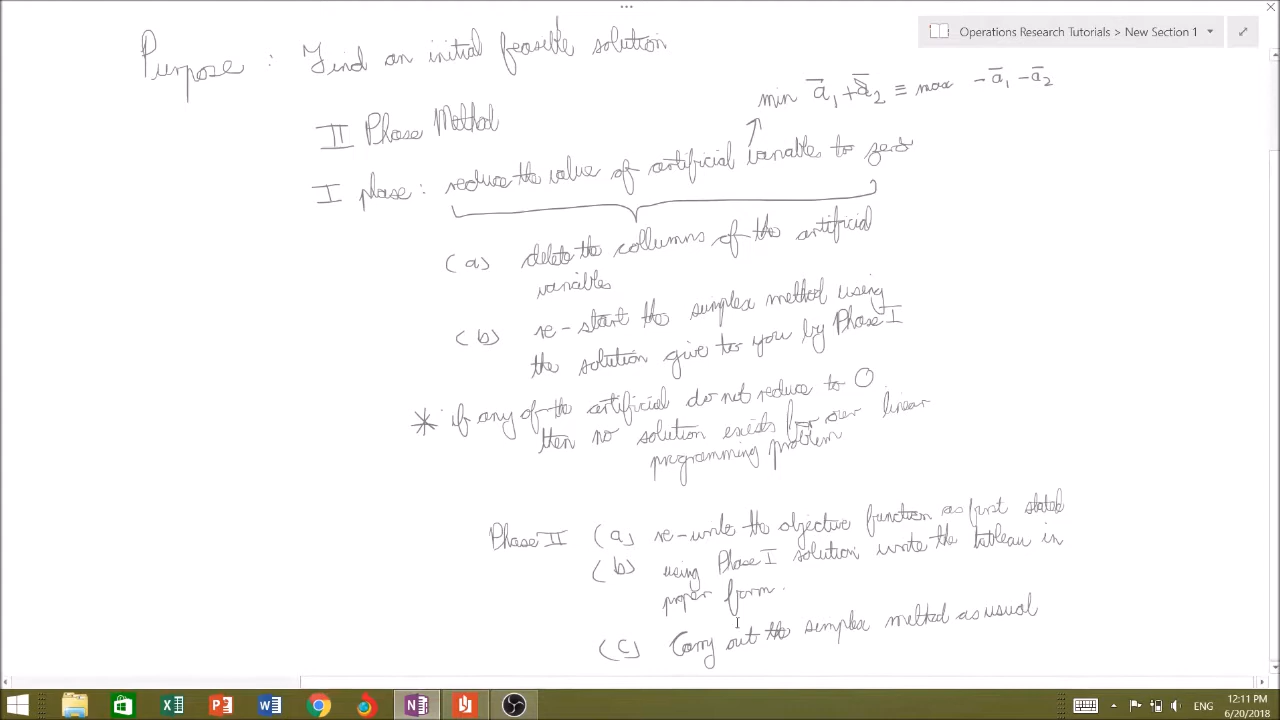 Operations Research Tutorials > New Section 1
Purpose : Find an initial feasible solution
min a̅₁ + a̅₂ ≡ max -a̅₁ - a̅₂
II Phase Method
I phase : reduce the value of artificial variables to zero
(a) delete the collumns of the artificial
variables
(b) re-start the simplex method using
the solution give to you by Phase I
* if any of the artificial do not reduce to 0
then no solution exists for our linear
programming problem
Phase II (a) re-write the objective function as first stated
(b) using Phase I solution write the tableau in
proper form.
(c) Carry out the simplex method as usual
ENG
12:11 PM
6/20/2018